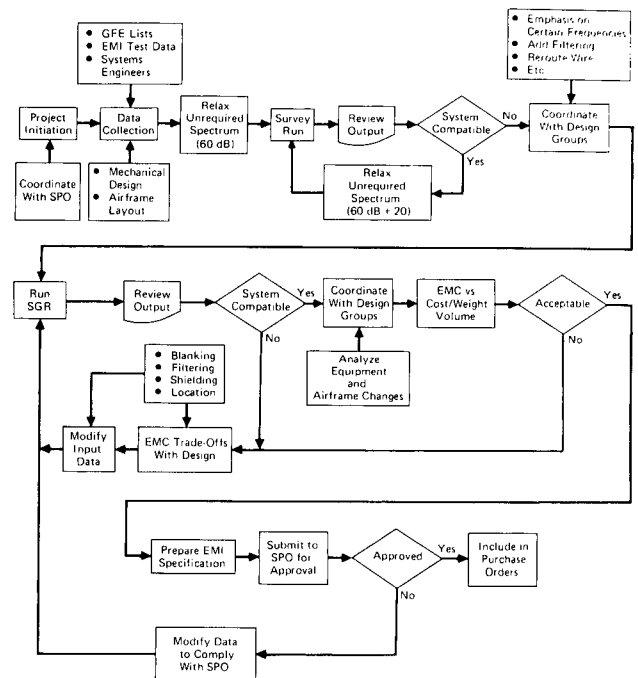 ● GFE Lists
● EMI Test Data
● Systems
Engineers
● Emphasis on
Certain Frequencies
● Add Filtering
● Reroute Wire
● Etc
Project
Initiation
Data
Collection
Relax
Unrequired
Spectrum
(60 dB)
Survey
Run
Review
Output
System
Compatible
No
Yes
Coordinate
With Design
Groups
Coordinate
With SPO
● Mechanical
Design
● Airframe
Layout
Relax
Unrequired
Spectrum
(60 dB + 20)
Run
SGR
Review
Output
System
Compatible
Yes
No
Coordinate
With Design
Groups
EMC vs
Cost/Weight
Volume
Acceptable
Yes
No
● Blanking
● Filtering
● Shielding
● Location
Analyze
Equipment
and
Airframe Changes
Modify
Input
Data
EMC Trade-Offs
With Design
Prepare EMI
Specification
Submit to
SPO for
Approval
Approved
Yes
No
Include in
Purchase
Orders
Modify Data
to Comply
With SPO